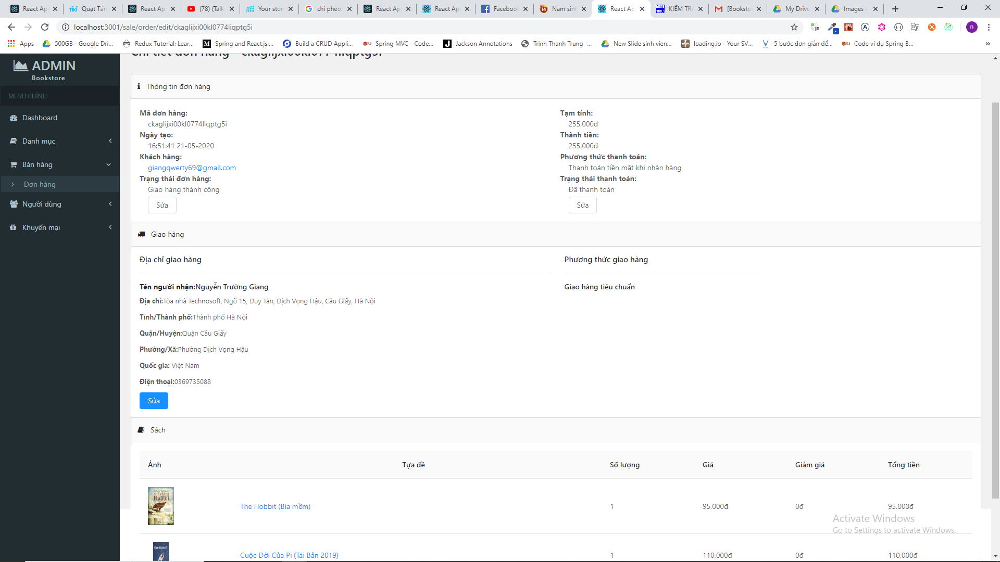 React Ap
Quạt Tản
React Ap
(78) (Talk
Your stor
chi pheo
React Ap
React Ap
Facebook
Nam sinh
React Ap
KIỂM TRA
[Booksto
My Drive
Images -
localhost:3001/sale/order/edit/ckaglijxi00kl0774liqptg5i
Apps
500GB - Google Dri...
Redux Tutorial: Lear...
Spring and React.js:...
Build a CRUD Appli...
Spring MVC - Code...
Jackson Annotations
Trinh Thanh Trung -...
New Slide sinh vien...
loading.io - Your SV...
5 bước đơn giản để...
Code ví dụ Spring B...
»
ADMIN
Bookstore
MENU CHÍNH
Dashboard
Danh mục
Bán hàng
Đơn hàng
Người dùng
Khuyến mại
Chi tiết đơn hàng - ckaglijxi00kl0774liqptg5i
Thông tin đơn hàng
Mã đơn hàng:
ckaglijxi00kl0774liqptg5i
Ngày tạo:
16:51:41 21-05-2020
Khách hàng:
giangqwerty69@gmail.com
Trạng thái đơn hàng:
Giao hàng thành công
Sửa
Tạm tính:
255,000đ
Thành tiền:
255,000đ
Phương thức thanh toán:
Thanh toán tiền mặt khi nhận hàng
Trạng thái thanh toán:
Đã thanh toán
Sửa
Giao hàng
Địa chỉ giao hàng
Tên người nhận:Nguyễn Trường Giang
Địa chỉ:Tòa nhà Technosoft, Ngõ 15, Duy Tân, Dịch Vọng Hậu, Cầu Giấy, Hà Nội
Tỉnh/Thành phố:Thành phố Hà Nội
Quận/Huyện:Quận Cầu Giấy
Phường/Xã:Phường Dịch Vọng Hậu
Quốc gia: Việt Nam
Điện thoại:0369735088
Sửa
Phương thức giao hàng
Giao hàng tiêu chuẩn
Sách
Ảnh Tựa đề Số lượng Giá Giảm giá Tổng tiền
The Hobbit (Bìa mềm) 1 95,000đ 0đ 95,000đ
Cuộc Đời Của Pi (Tái Bản 2019) 1 110,000đ 0đ 110,000đ
Activate Windows
Go to Settings to activate Windows.